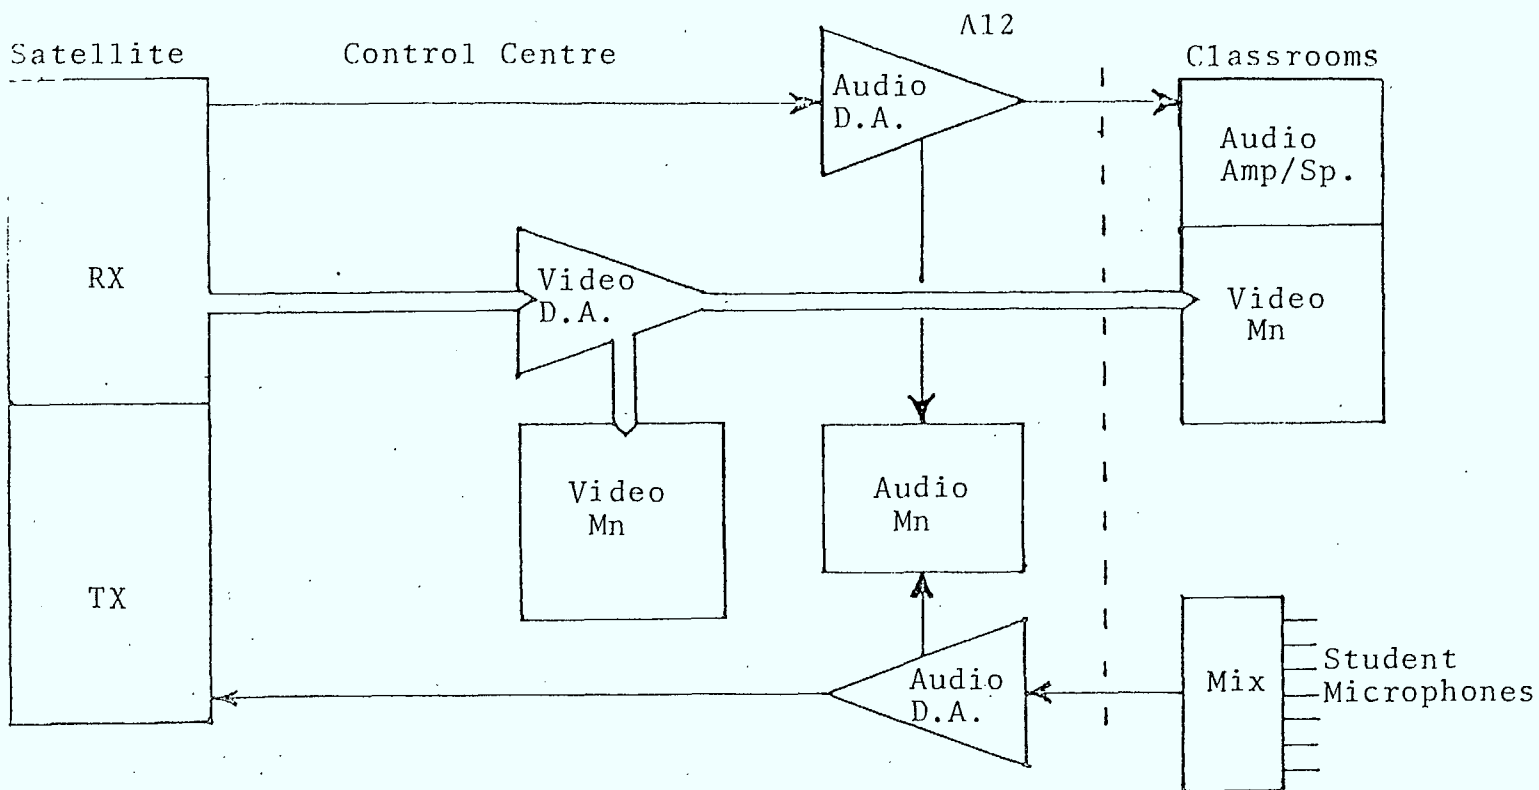 A12
Satellite
Control Centre
Classrooms
Audio
D.A.
Audio
Amp/Sp.
RX
Video
D.A.
Video
Mn
Video
Mn
Audio
Mn
TX
Audio
D.A.
Mix
Student
Microphones